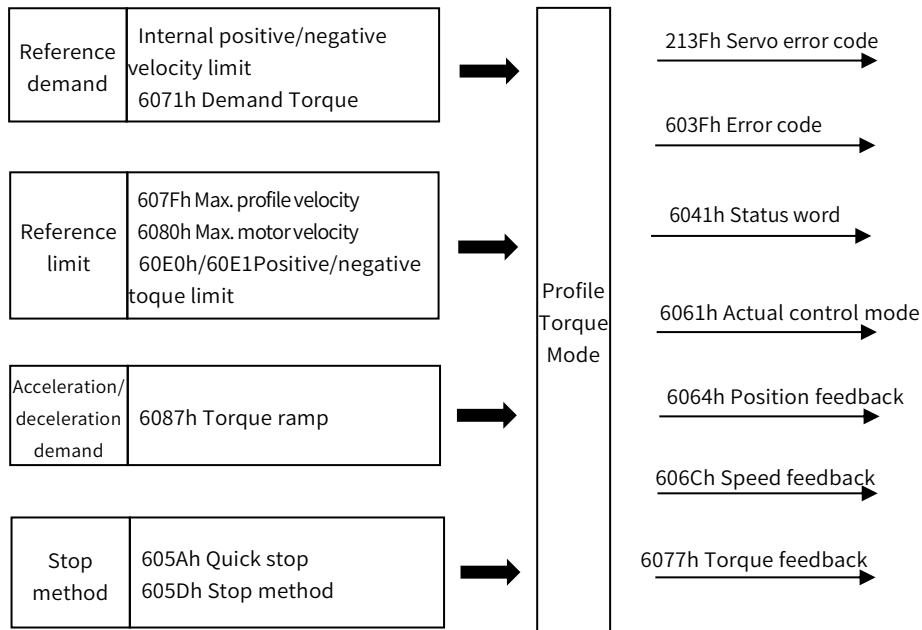 Reference
demand
Internal positive/negative
velocity limit
6071h Demand Torque
Reference
limit
607Fh Max. profile velocity
6080h Max. motor velocity
60E0h/60E1Positive/negative
toque limit
Acceleration/
deceleration
demand
6087h Torque ramp
Stop
method
605Ah Quick stop
605Dh Stop method
Profile
Torque
Mode
213Fh Servo error code
603Fh Error code
6041h Status word
6061h Actual control mode
6064h Position feedback
606Ch Speed feedback
6077h Torque feedback